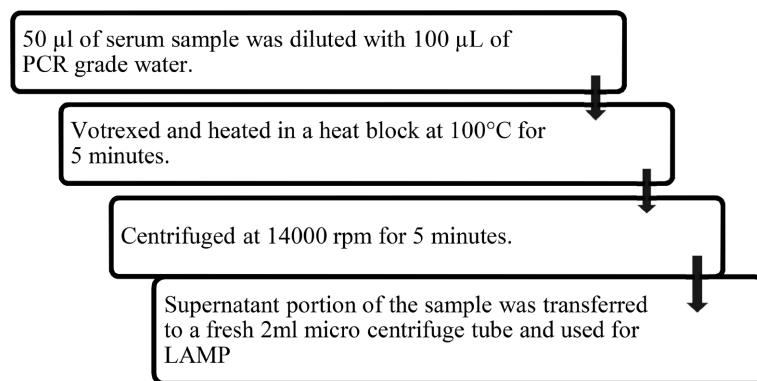 50 µl of serum sample was diluted with 100 µL of
PCR grade water.
Votrexed and heated in a heat block at 100°C for
5 minutes.
Centrifuged at 14000 rpm for 5 minutes.
Supernatant portion of the sample was transferred
to a fresh 2ml micro centrifuge tube and used for
LAMP